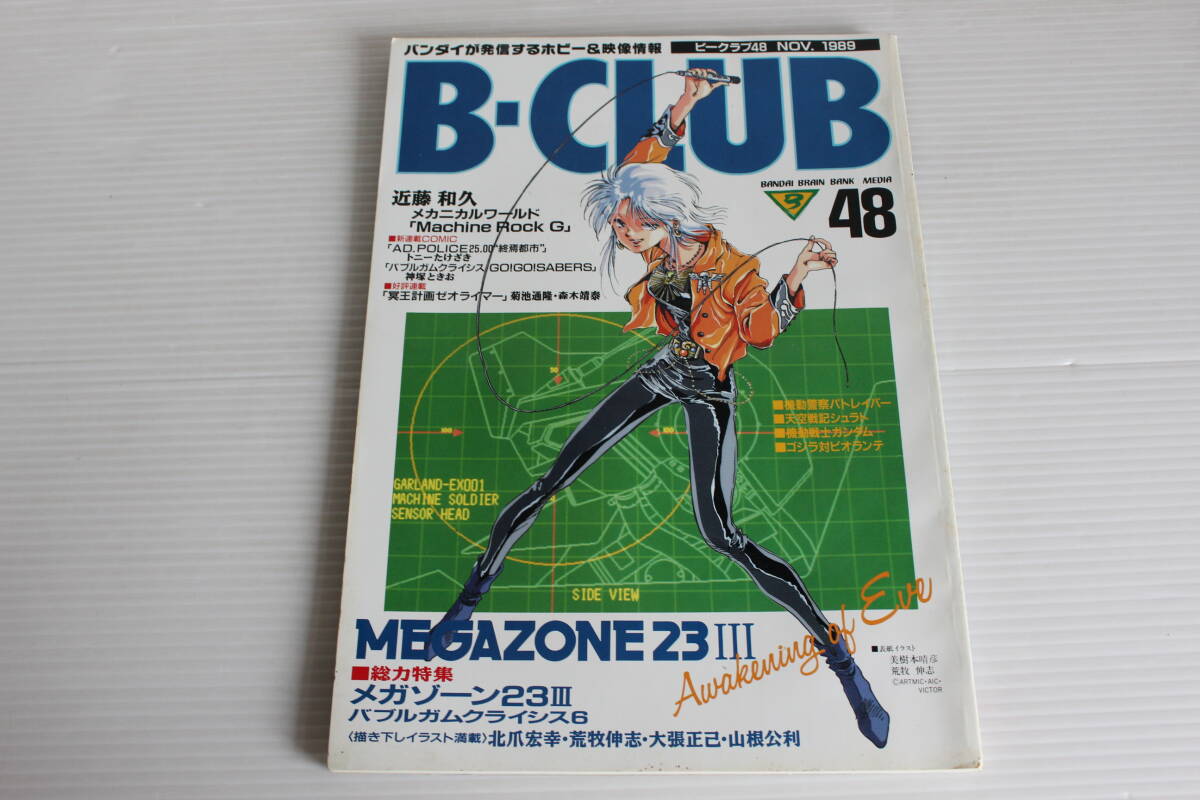 バンダイが発信するホビー&映像情報
ビークラブ48 NOV. 1989
B-CLUB
BANDAI BRAIN BANK MEDIA
48
近藤 和久
メカニカルワールド
「Machine Rock G」
■新連載COMIC
「AD.POLICE25.00"終焉都市"」
トニーたけざき
「バブルガムクライシス/GO!GO!SABERS」
神塚ときお
■好評連載
「冥王計画ゼオライマー」菊池通隆・森木靖泰
50
100
100
■機動警察パトレイバー
■天空戦記シュラト
■機動戦士ガンダム
■ゴジラ対ビオランテ
GARLAND-EX001
MACHINE SOLDIER
SENSOR HEAD
SIDE VIEW
MEGAZONE 23 III
Awakening of Eve
■総力特集
メガゾーン23III
バブルガムクライシス6
〈描き下しイラスト満載〉北爪宏幸・荒牧伸志・大張正己・山根公利
■表紙イラスト
美樹本晴彦
荒牧 伸志
©ARTMIC・AIC・
VICTOR